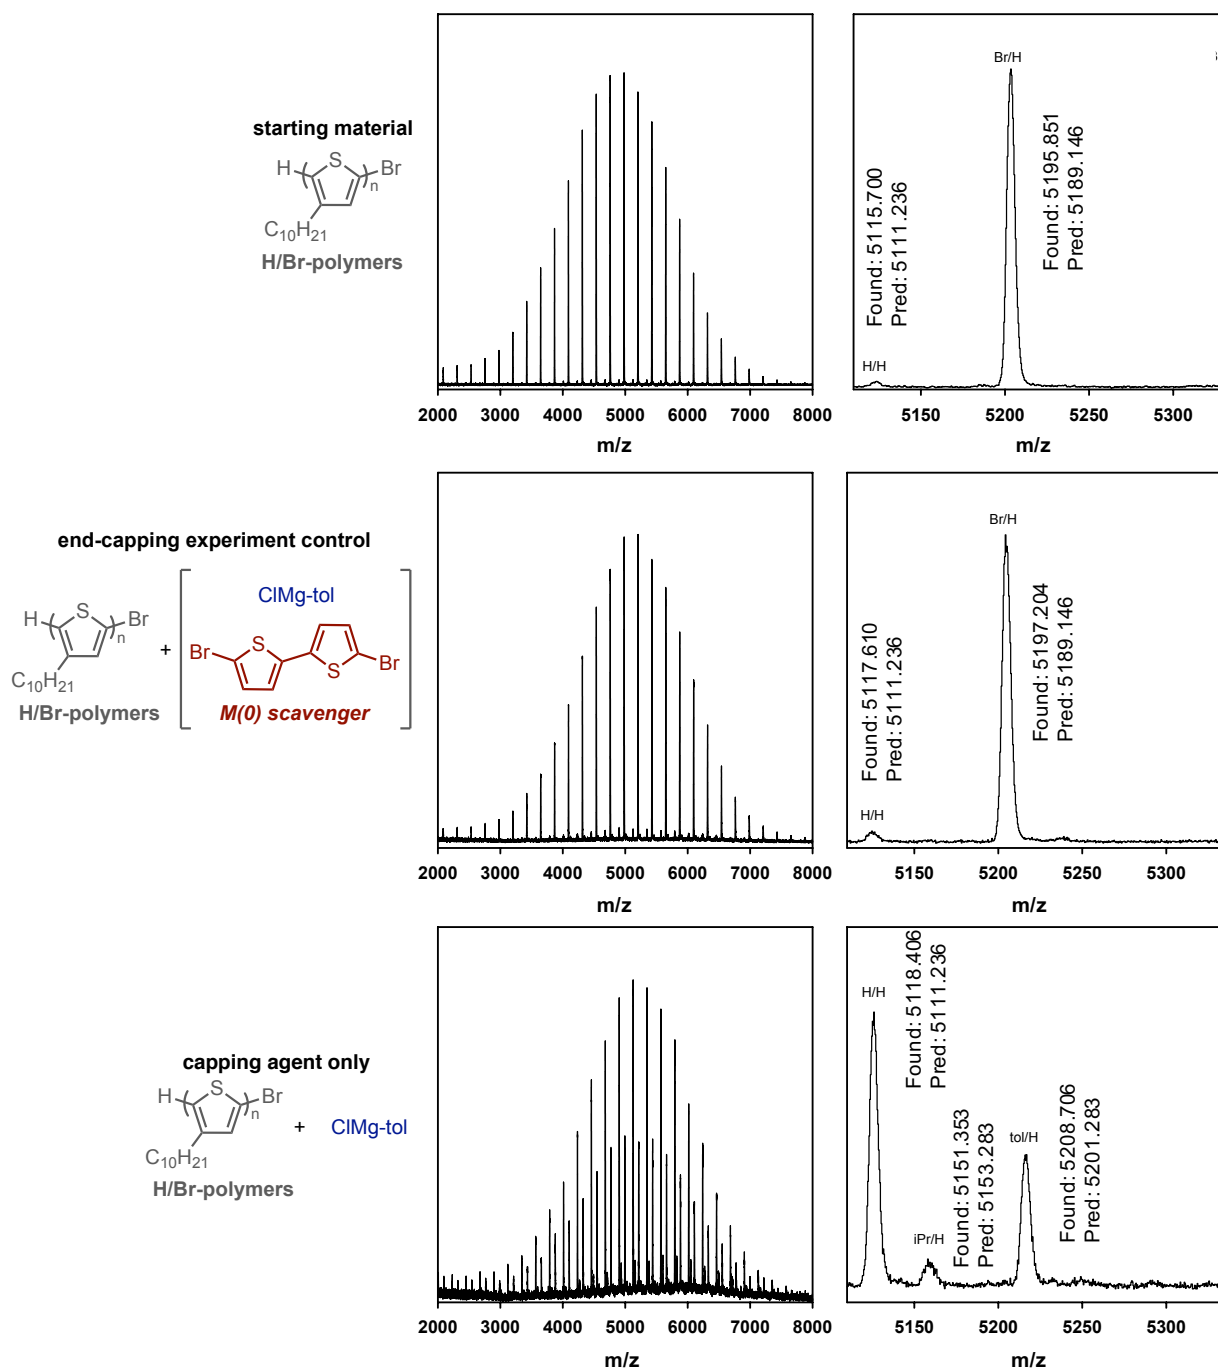 starting material
H
S
Br
n
C10H21
H/Br-polymers
2000 3000 4000 5000 6000 7000 8000
m/z
Br/H
Found: 5115.700
Pred: 5111.236
Found: 5195.851
Pred: 5189.146
H/H
5150 5200 5250 5300
m/z
end-capping experiment control
H
S
Br
n
C10H21
H/Br-polymers
+
ClMg-tol
Br
S
S
Br
M(0) scavenger
2000 3000 4000 5000 6000 7000 8000
m/z
Br/H
Found: 5117.610
Pred: 5111.236
Found: 5197.204
Pred: 5189.146
H/H
5150 5200 5250 5300
m/z
capping agent only
H
S
Br
n
C10H21
H/Br-polymers
+
ClMg-tol
2000 3000 4000 5000 6000 7000 8000
m/z
H/H
Found: 5118.406
Pred: 5111.236
iPr/H
Found: 5151.353
Pred: 5153.283
tol/H
Found: 5208.706
Pred: 5201.283
5150 5200 5250 5300
m/z